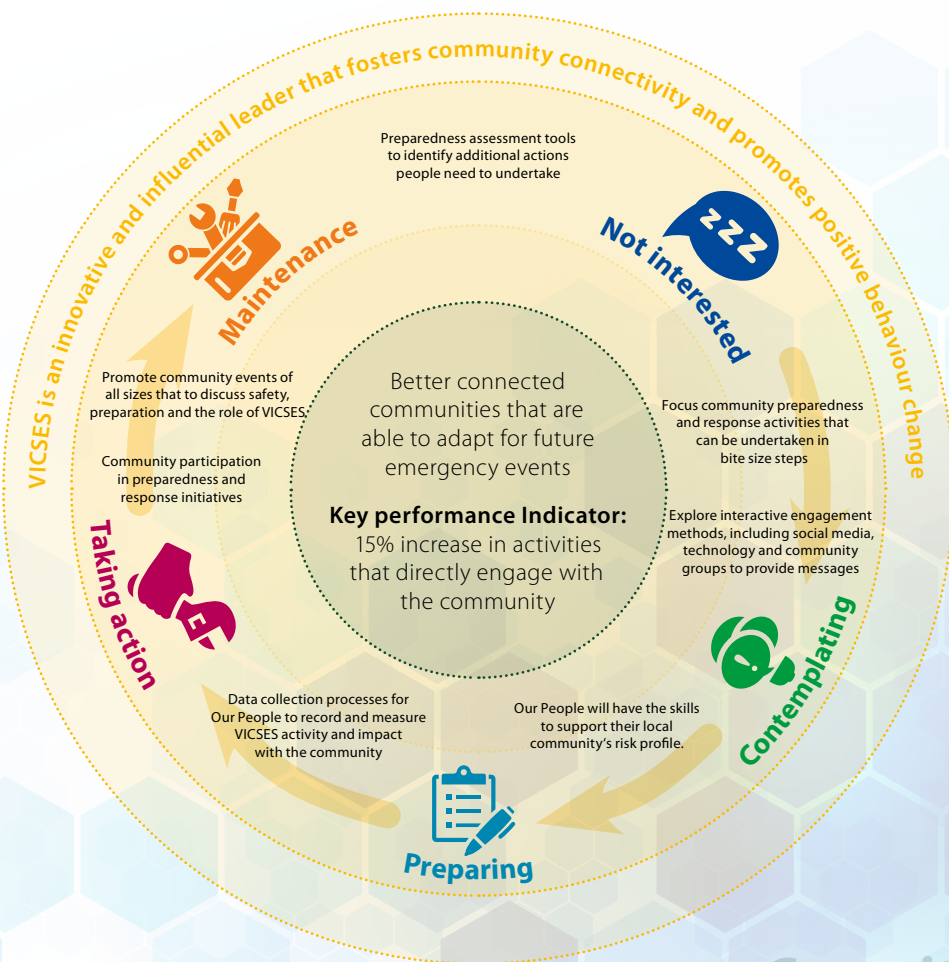 VICSES is an innovative and influential leader that fosters community connectivity and promotes positive behaviour change
Preparedness assessment tools
to identify additional actions
people need to undertake
zzz
Not interested
Focus community preparedness
and response activities that
can be undertaken in
bite size steps
Explore interactive engagement
methods, including social media,
technology and community
groups to provide messages
Contemplating
Our People will have the skills
to support their local
community's risk profile.
Preparing
Data collection processes for
Our People to record and measure
VICSES activity and impact
with the community
Taking action
Community participation
in preparedness and
response initiatives
Promote community events of
all sizes that to discuss safety,
preparation and the role of VICSES
Maintenance
Better connected
communities that are
able to adapt for future
emergency events
Key performance Indicator:
15% increase in activities
that directly engage with
the community